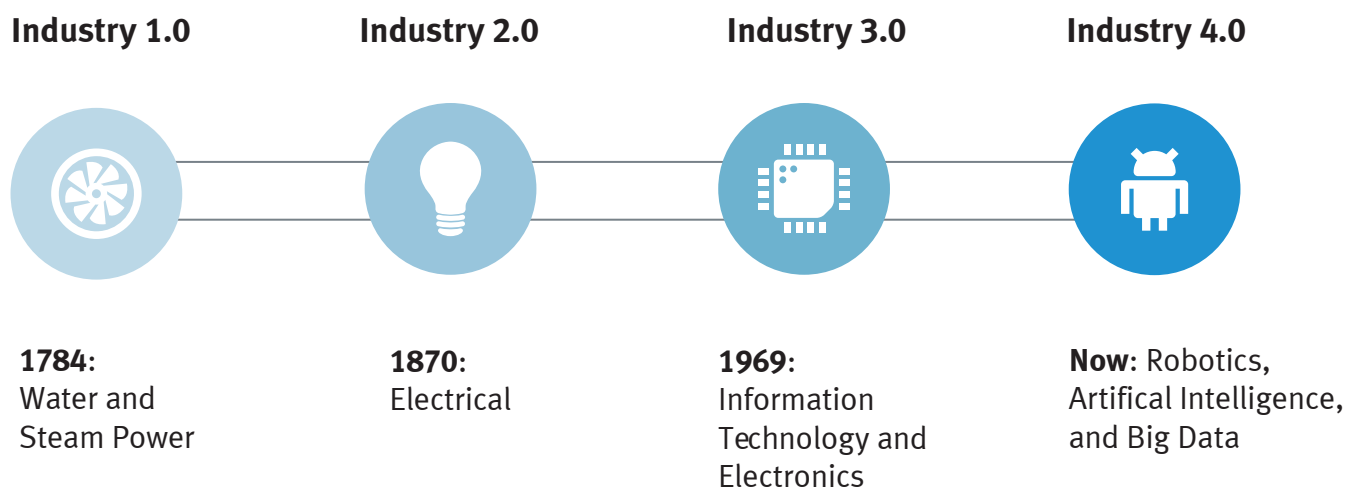 Industry 1.0
Industry 2.0
Industry 3.0
Industry 4.0
1784:
Water and
Steam Power
1870:
Electrical
1969:
Information
Technology and
Electronics
Now: Robotics,
Artifical Intelligence,
and Big Data